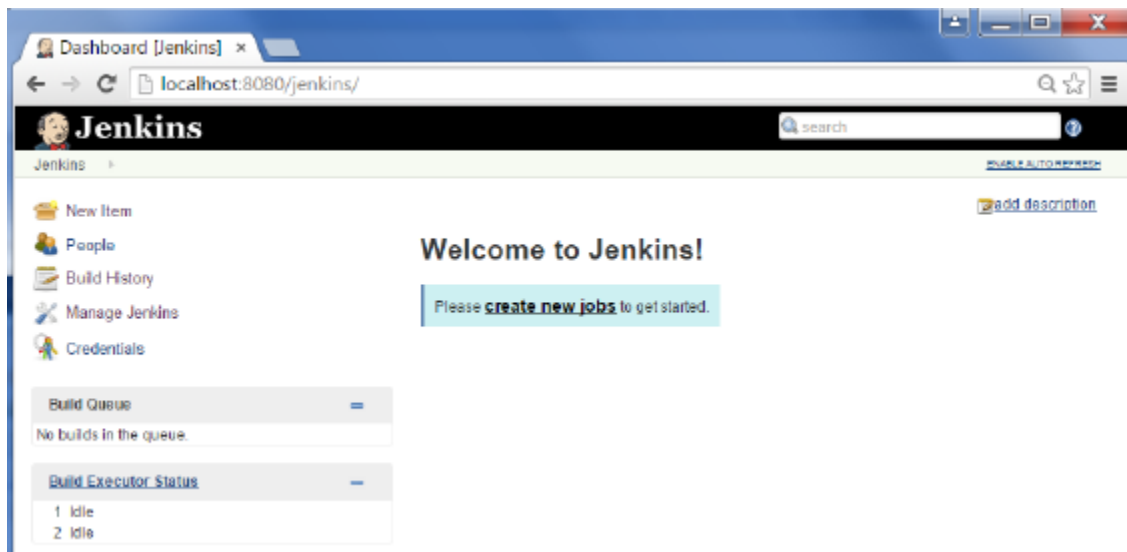 Dashboard [Jenkins]
localhost:8080/jenkins/
Jenkins
search
Jenkins
ENABLE AUTO REFRESH
add description
New Item
People
Build History
Manage Jenkins
Credentials
Welcome to Jenkins!
Please create new jobs to get started.
Build Queue
No builds in the queue.
Build Executor Status
1 Idle
2 Idle